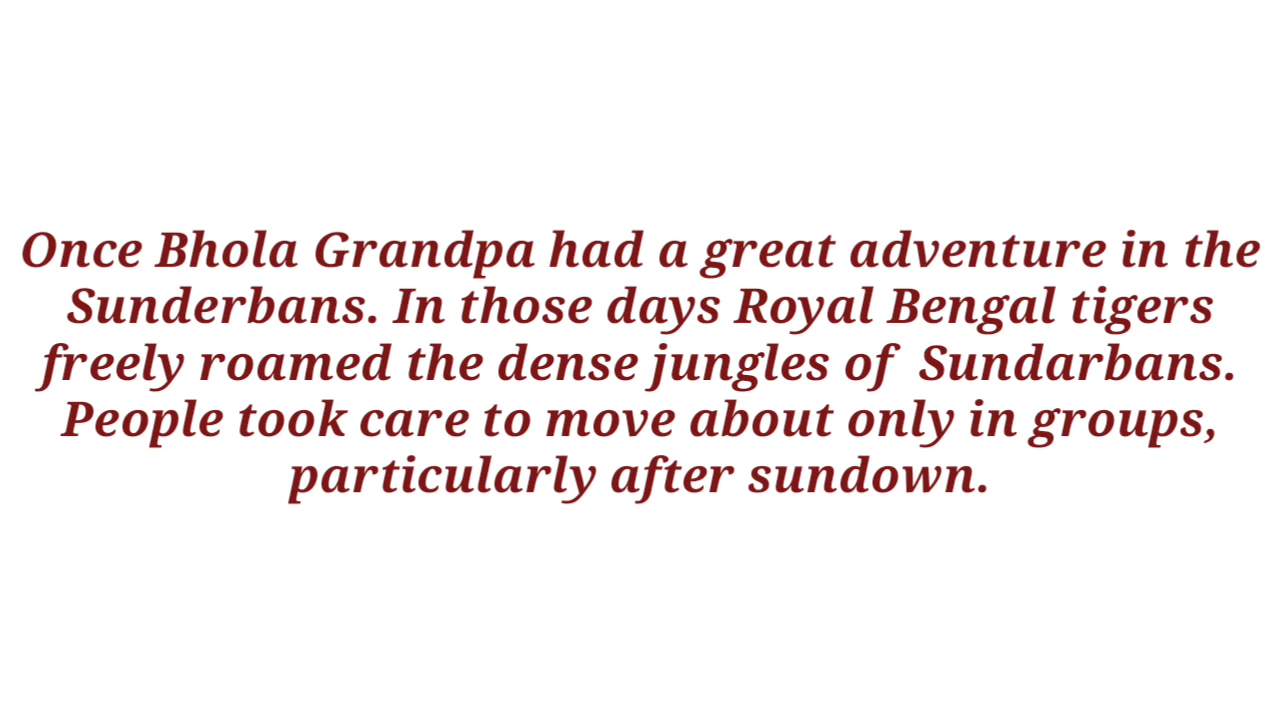 Once Bhola Grandpa had a great adventure in the
Sunderbans. In those days Royal Bengal tigers
freely roamed the dense jungles of Sundarbans.
People took care to move about only in groups,
particularly after sundown.